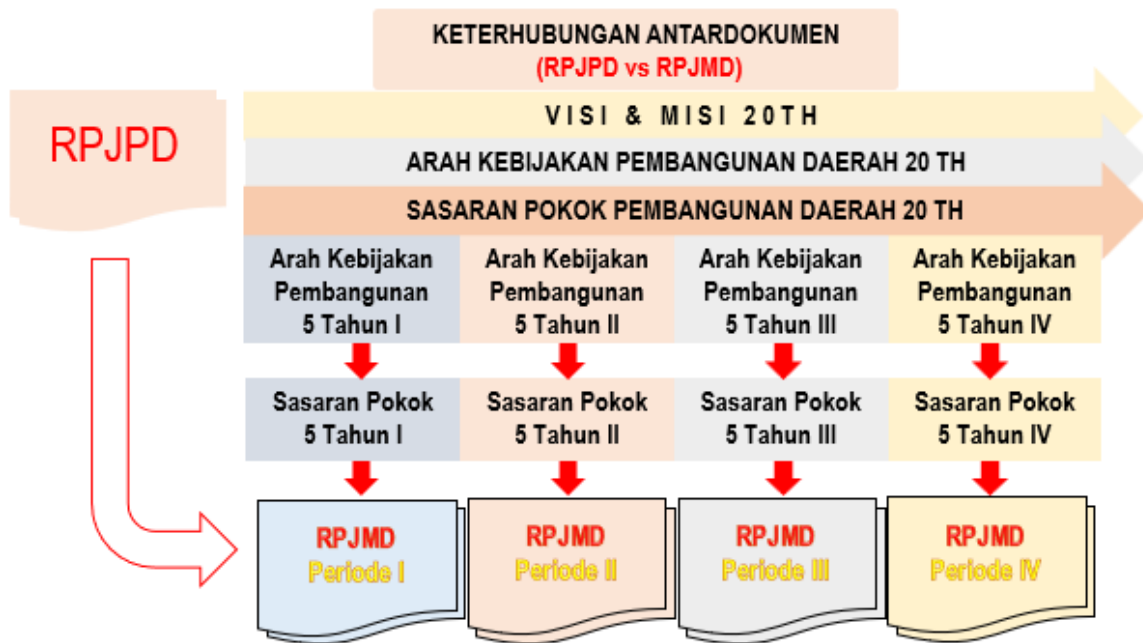 KETERHUBUNGAN ANTARDOKUMEN
(RPJPD vs RPJMD)
RPJPD
VISI & MISI 20TH
ARAH KEBIJAKAN PEMBANGUNAN DAERAH 20 TH
SASARAN POKOK PEMBANGUNAN DAERAH 20 TH
Arah Kebijakan
Pembangunan
5 Tahun I
Arah Kebijakan
Pembangunan
5 Tahun II
Arah Kebijakan
Pembangunan
5 Tahun III
Arah Kebijakan
Pembangunan
5 Tahun IV
Sasaran Pokok
5 Tahun I
Sasaran Pokok
5 Tahun II
Sasaran Pokok
5 Tahun III
Sasaran Pokok
5 Tahun IV
RPJMD
Periode I
RPJMD
Periode II
RPJMD
Periode III
RPJMD
Periode IV